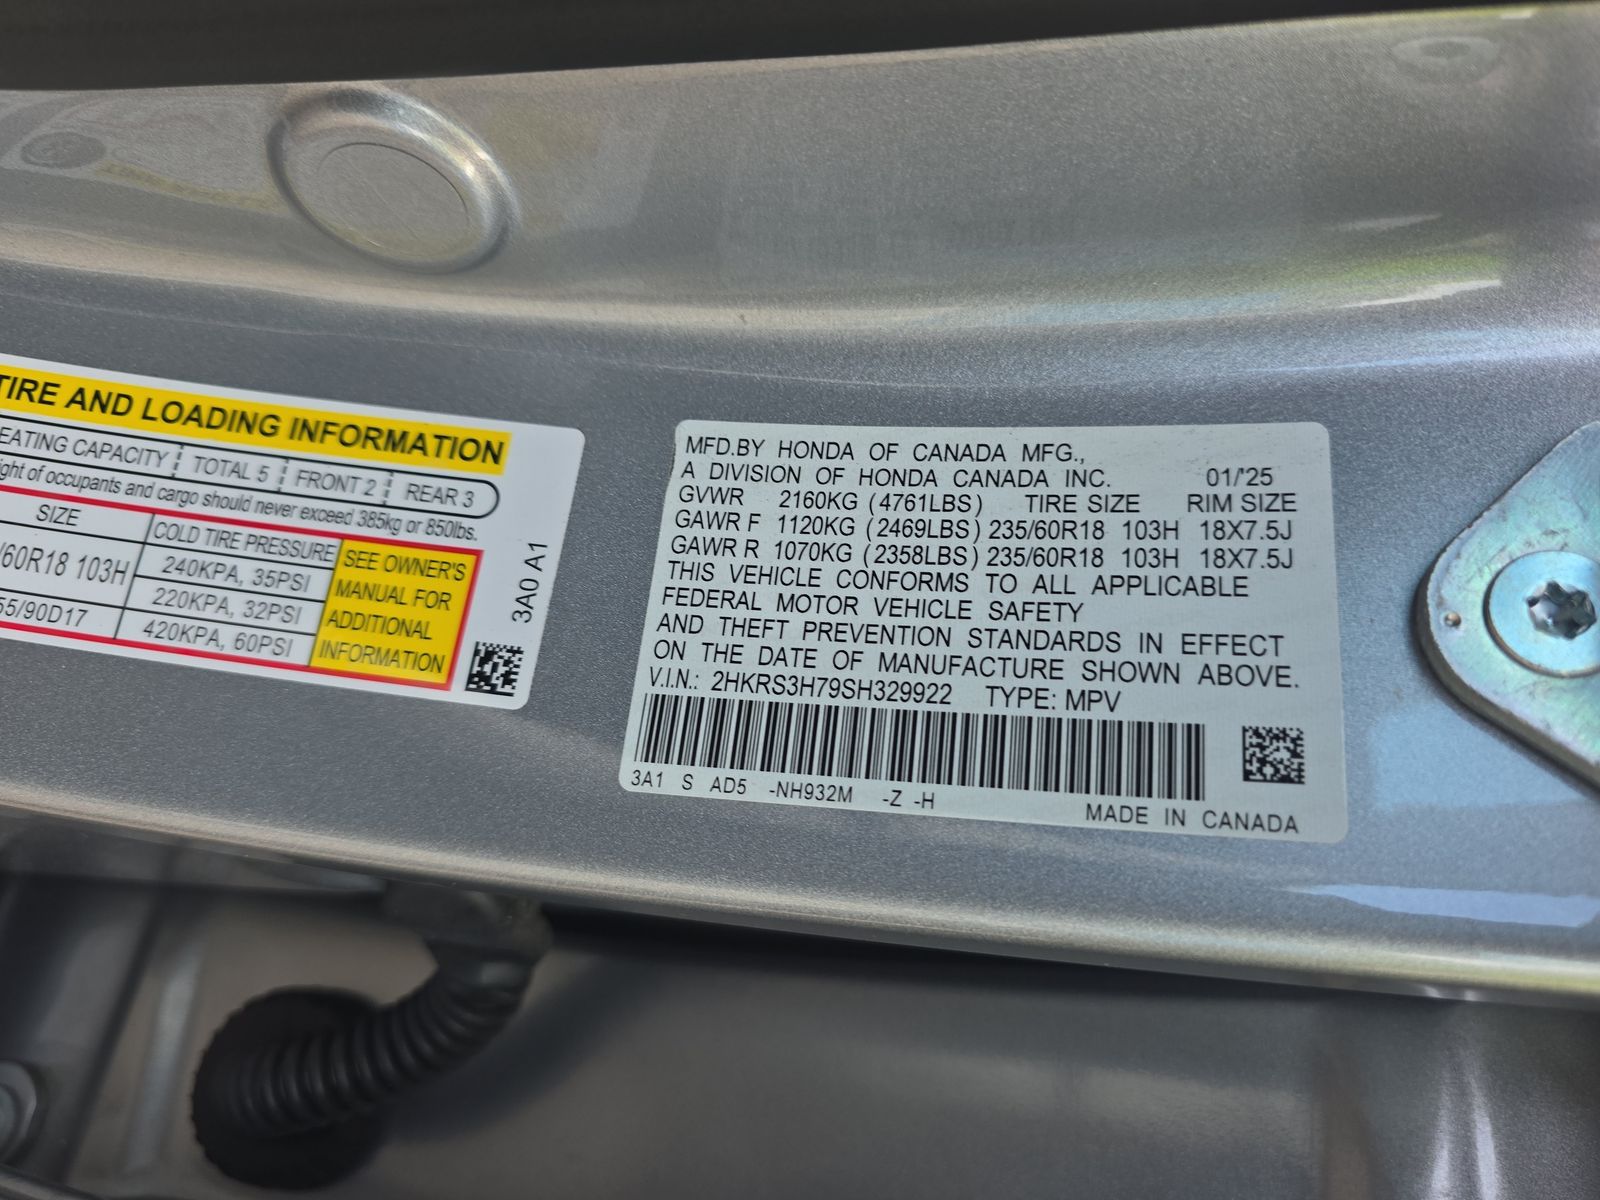 TIRE AND LOADING INFORMATION
EATING CAPACITY TOTAL 5 FRONT 2 REAR 3
ight of occupants and cargo should never exceed 385kg or 850lbs.
SIZE COLD TIRE PRESSURE
/60R18 103H 240KPA, 35PSI
220KPA, 32PSI
55/90D17 420KPA, 60PSI
SEE OWNER'S
MANUAL FOR
ADDITIONAL
INFORMATION
3A0 A1
MFD.BY HONDA OF CANADA MFG.,
A DIVISION OF HONDA CANADA INC. 01/'25
GVWR 2160KG (4761LBS) TIRE SIZE RIM SIZE
GAWR F 1120KG (2469LBS) 235/60R18 103H 18X7.5J
GAWR R 1070KG (2358LBS) 235/60R18 103H 18X7.5J
THIS VEHICLE CONFORMS TO ALL APPLICABLE
FEDERAL MOTOR VEHICLE SAFETY
AND THEFT PREVENTION STANDARDS IN EFFECT
ON THE DATE OF MANUFACTURE SHOWN ABOVE.
V.I.N.: 2HKRS3H79SH329922 TYPE: MPV
3A1 S AD5 -NH932M -Z -H
MADE IN CANADA